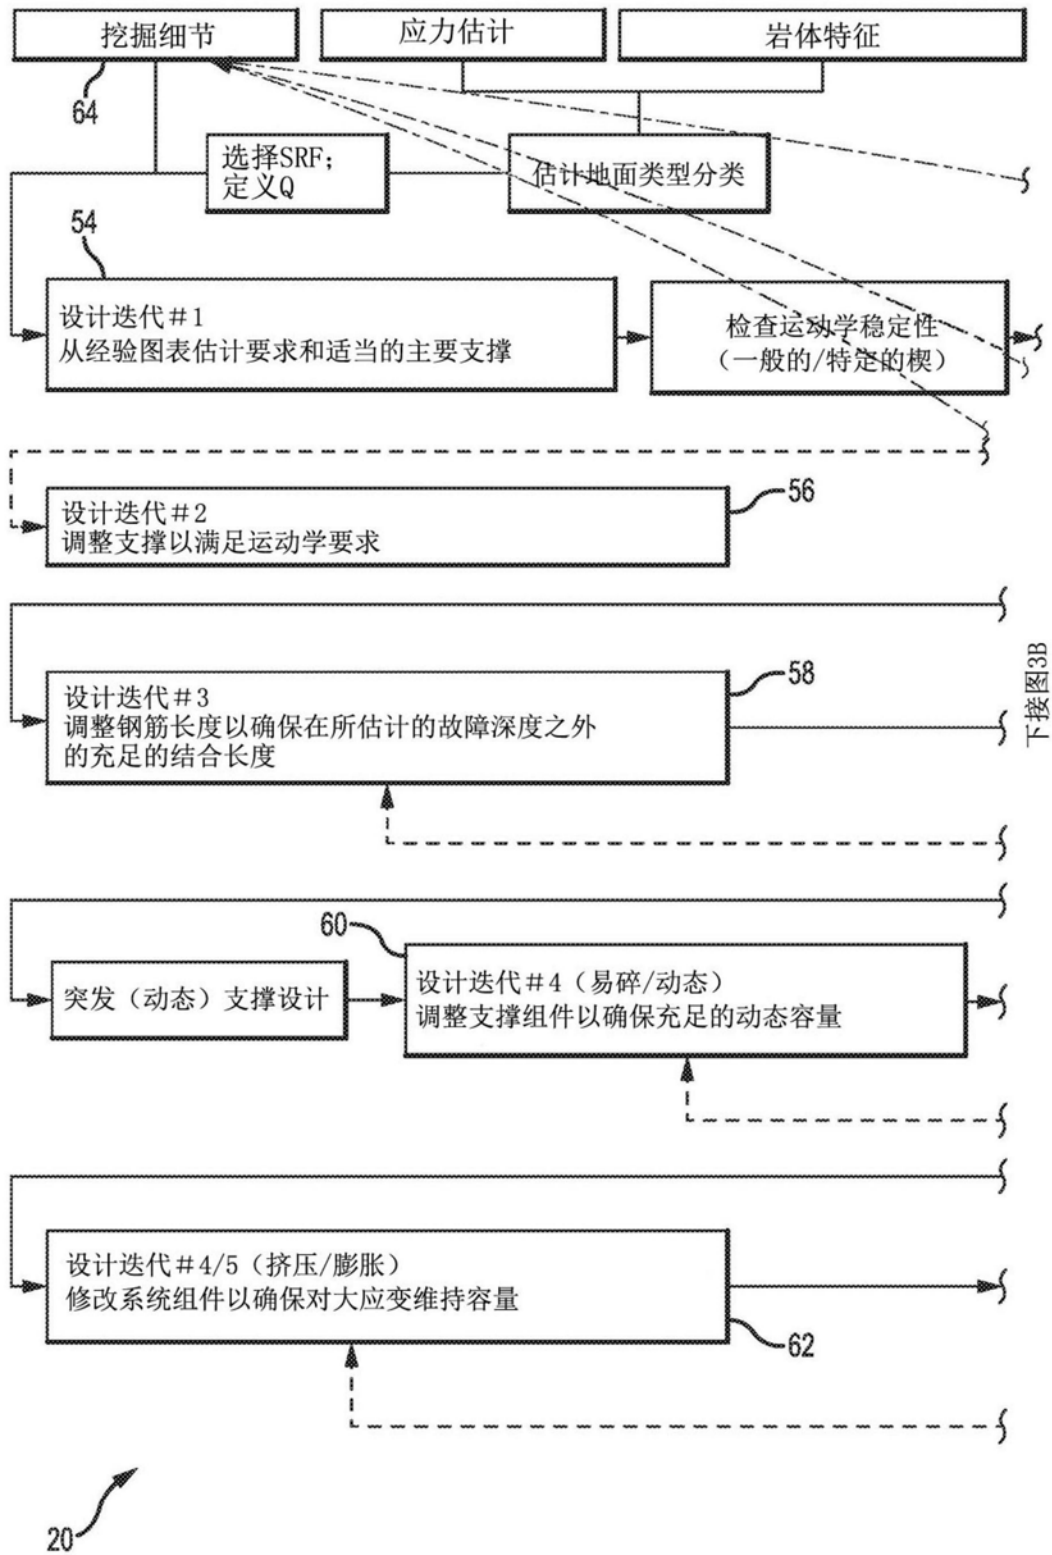 挖掘细节
应力估计
岩体特征
64
选择SRF；
定义Q
估计地面类型分类
54
设计迭代＃1
从经验图表估计要求和适当的主要支撑
检查运动学稳定性
（一般的/特定的楔）
56
设计迭代＃2
调整支撑以满足运动学要求
58
设计迭代＃3
调整钢筋长度以确保在所估计的故障深度之外
的充足的结合长度
下接图3B
60
突发（动态）支撑设计
设计迭代＃4（易碎/动态）
调整支撑组件以确保充足的动态容量
设计迭代＃4/5（挤压/膨胀）
修改系统组件以确保对大应变维持容量
62
20